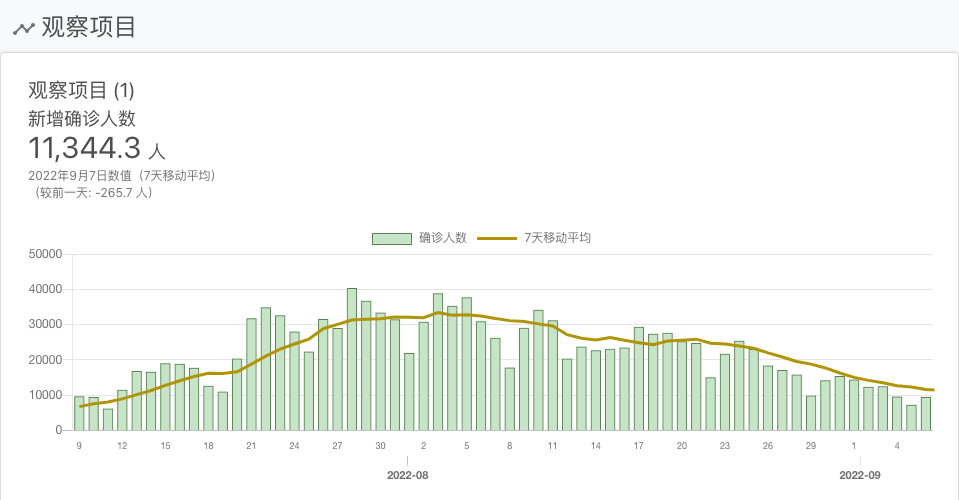 观察项目
观察项目 (1)
新增确诊人数
11,344.3 人
2022年9月7日数值（7天移动平均）
（较前一天: -265.7 人）
确诊人数 7天移动平均
50000
40000
30000
20000
10000
0
9 12 15 18 21 24 27 30 2 5 8 11 14 17 20 23 26 29 1 4
2022-08 2022-09